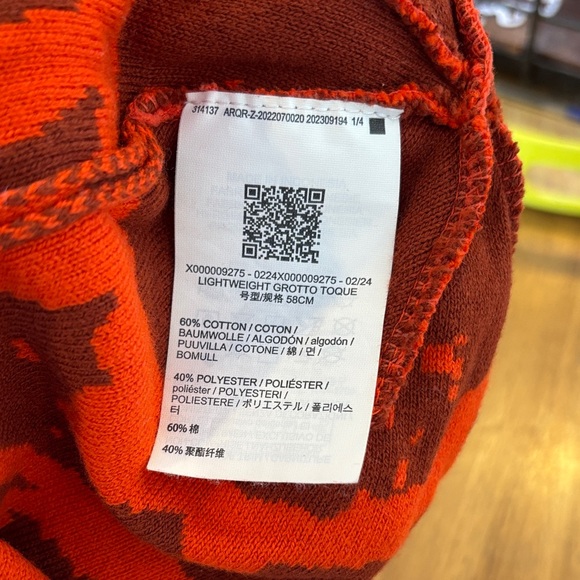 314137 ARQR-Z-2022070020 202309194 1/4
X000009275 - 0224X000009275 - 02/24
LIGHTWEIGHT GROTTO TOQUE
号型/规格 58CM
60% COTTON / COTON /
BAUMWOLLE / ALGODÓN / algodón /
PUUVILLA / COTONE / 綿 / 면 /
BOMULL
40% POLYESTER / POLIÉSTER /
poliéster / POLYESTERI /
POLIESTERE / ポリエステル / 폴리에스
터
60% 棉
40% 聚酯纤维